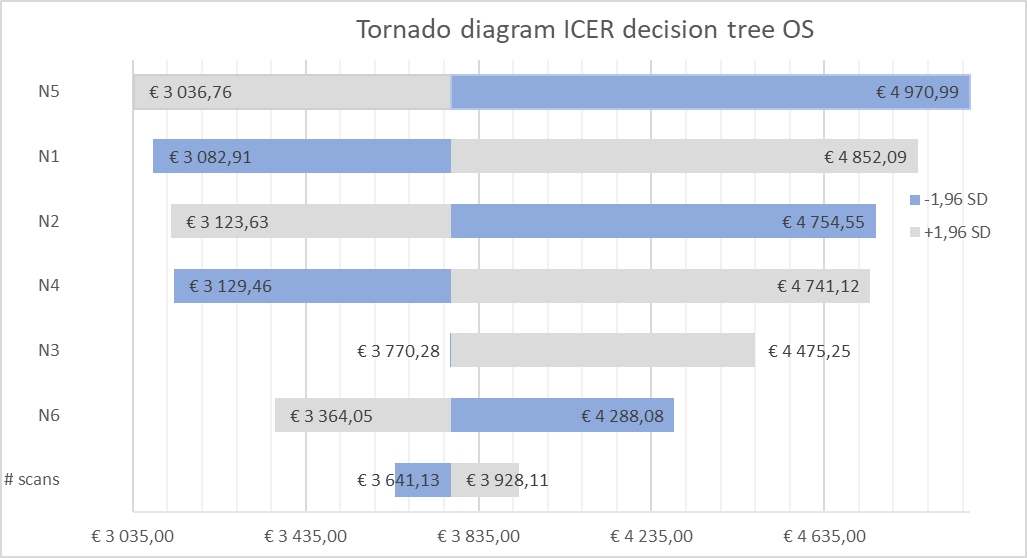 Tornado diagram ICER decision tree OS
N5 € 3 036,76 € 4 970,99
N1 € 3 082,91 € 4 852,09
-1,96 SD
N2 € 3 123,63 € 4 754,55
+1,96 SD
N4 € 3 129,46 € 4 741,12
N3 € 3 770,28 € 4 475,25
N6 € 3 364,05 € 4 288,08
# scans € 3 641,13 € 3 928,11
€ 3 035,00 € 3 435,00 € 3 835,00 € 4 235,00 € 4 635,00